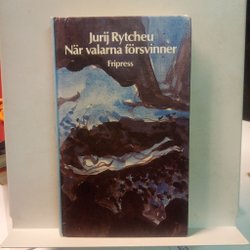 Jurij Rytcheu
När valarna försvinner
Fripress